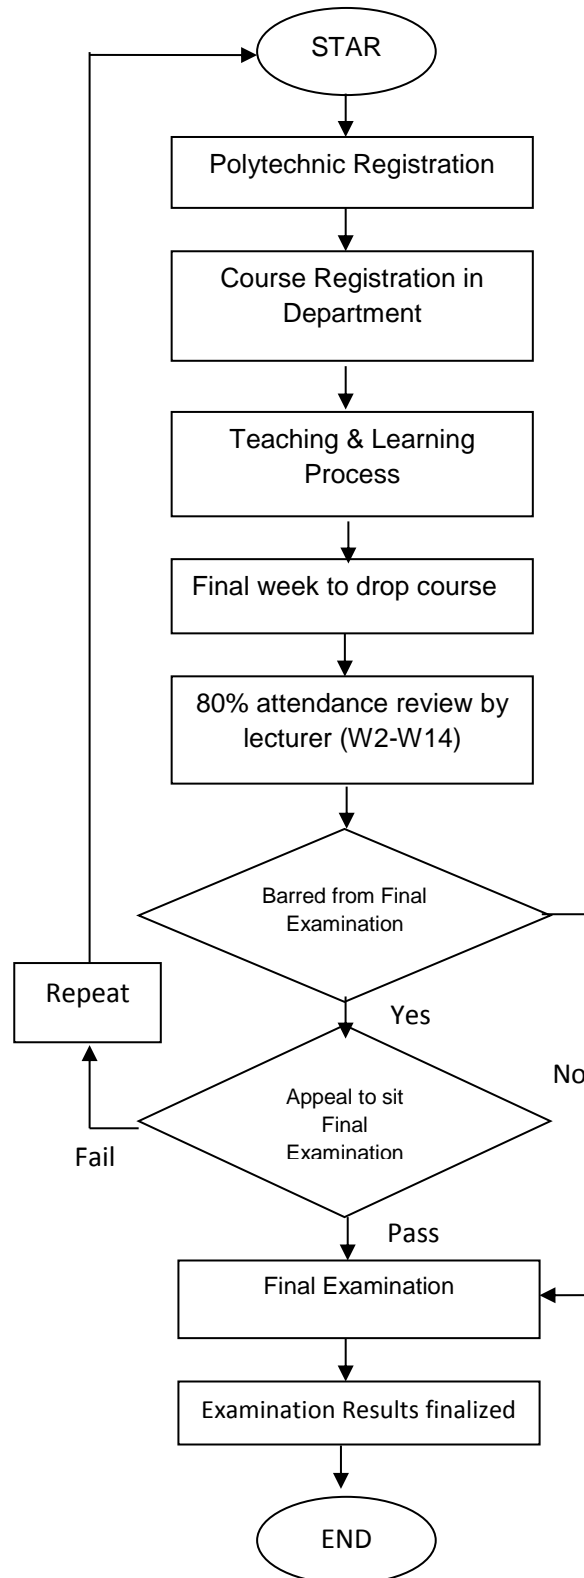 STAR
Polytechnic Registration
Course Registration in
Department
Teaching & Learning
Process
Final week to drop course
80% attendance review by
lecturer (W2-W14)
Barred from Final
Examination
Repeat
Yes
No
Appeal to sit
Final
Examination
Fail
Pass
Final Examination
Examination Results finalized
END